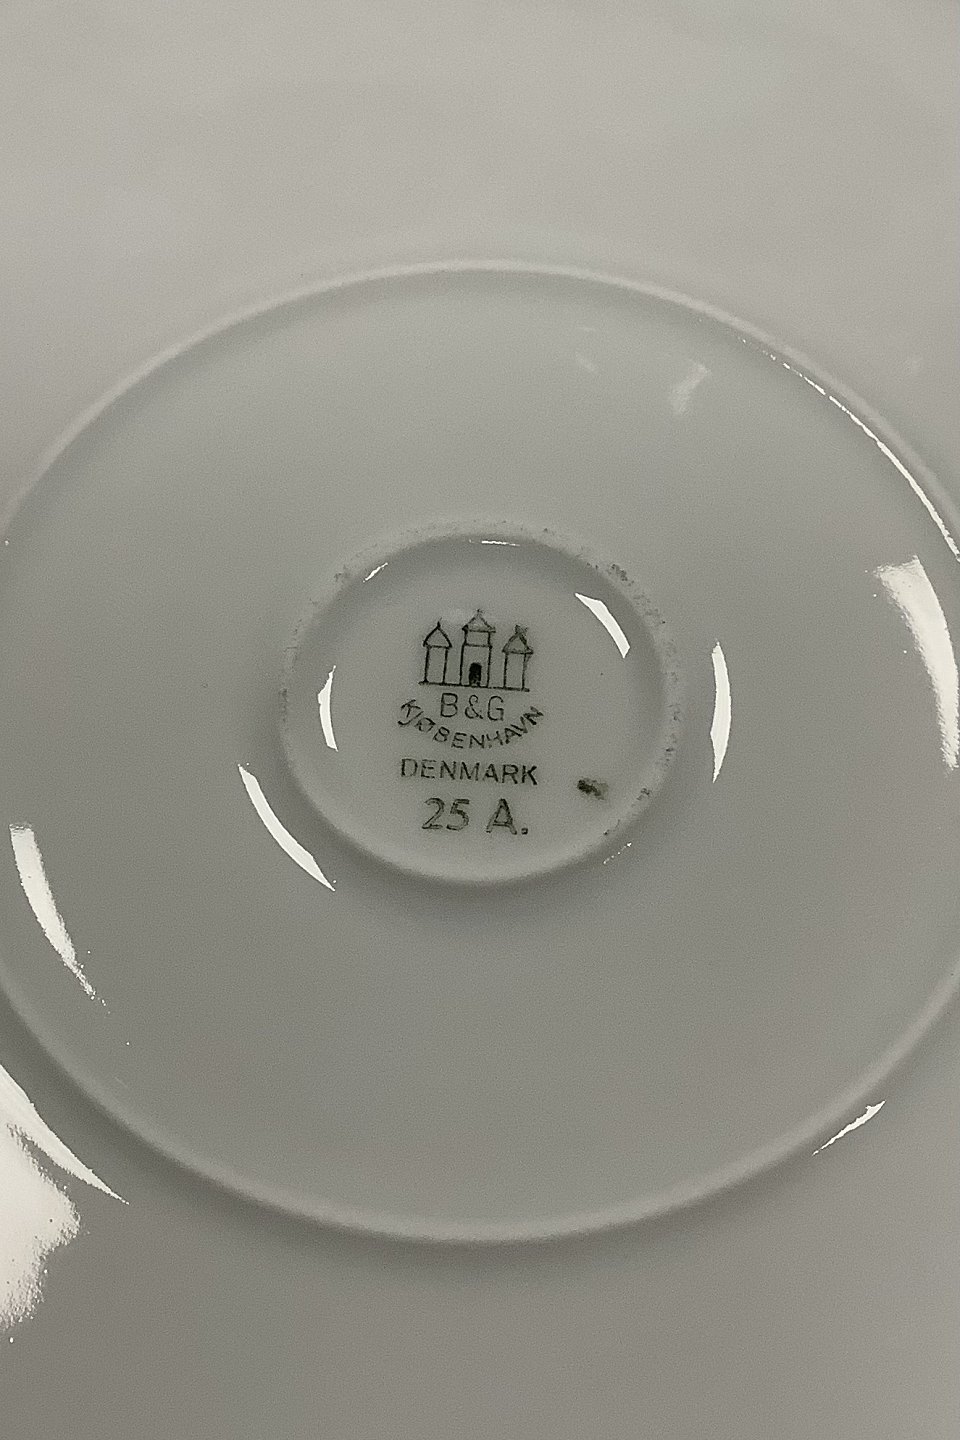 B&G
KJØBENHAVN
DENMARK
25 A.